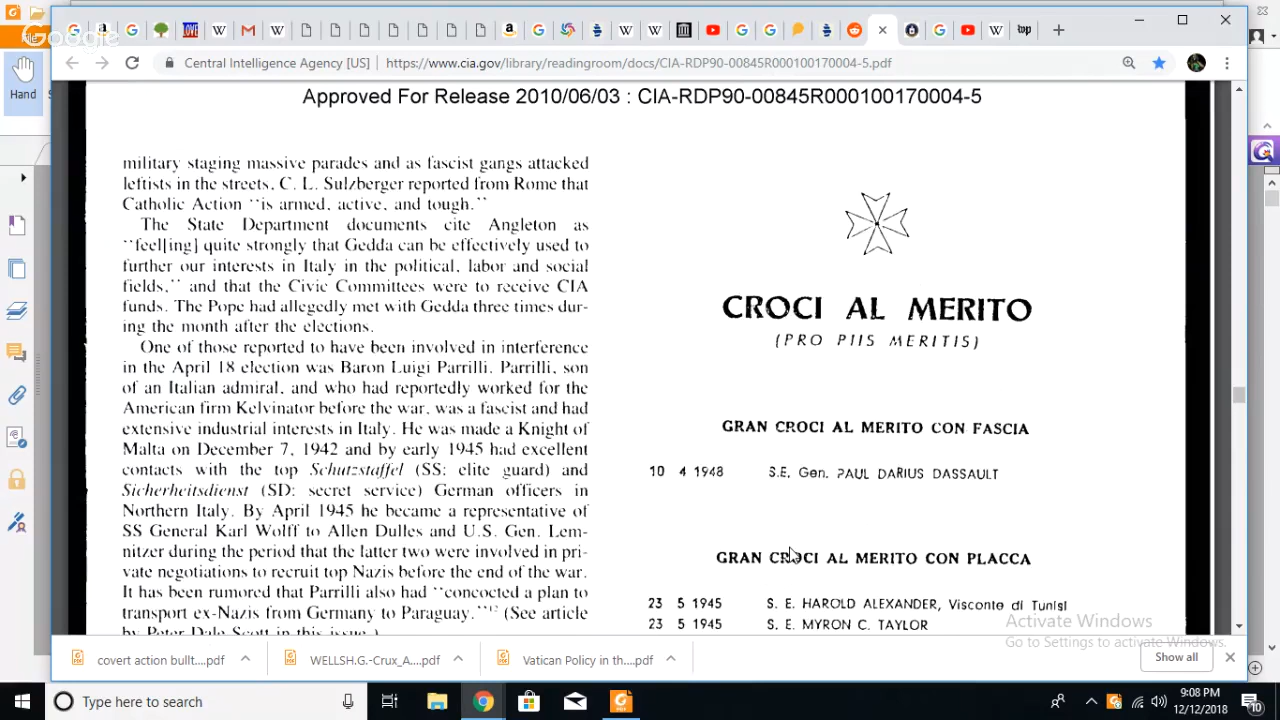 Google
File
Hand
top
Central Intelligence Agency [US] | https://www.cia.gov/library/readingroom/docs/CIA-RDP90-00845R000100170004-5.pdf
Approved For Release 2010/06/03 : CIA-RDP90-00845R000100170004-5
military staging massive parades and as fascist gangs attacked
leftists in the streets, C. L. Sulzberger reported from Rome that
Catholic Action "is armed, active, and tough."
The State Department documents cite Angleton as
"feel[ing] quite strongly that Gedda can be effectively used to
further our interests in Italy in the political, labor and social
fields," and that the Civic Committees were to receive CIA
funds. The Pope had allegedly met with Gedda three times dur-
ing the month after the elections.
One of those reported to have been involved in interference
in the April 18 election was Baron Luigi Parrilli. Parrilli, son
of an Italian admiral, and who had reportedly worked for the
American firm Kelvinator before the war, was a fascist and had
extensive industrial interests in Italy. He was made a Knight of
Malta on December 7, 1942 and by early 1945 had excellent
contacts with the top Schutzstaffel (SS: elite guard) and
Sicherheitsdienst (SD: secret service) German officers in
Northern Italy. By April 1945 he became a representative of
SS General Karl Wolff to Allen Dulles and U.S. Gen. Lem-
nitzer during the period that the latter two were involved in pri-
vate negotiations to recruit top Nazis before the end of the war.
It has been rumored that Parrilli also had "concocted a plan to
transport ex-Nazis from Germany to Paraguay." (See article
by Peter Dale Scott in this issue.)
CROCI AL MERITO
(PRO PIIS MERITIS)
GRAN CROCI AL MERITO CON FASCIA
10 4 1948 S.E. Gen. PAUL DARIUS DASSAULT
GRAN CROCI AL MERITO CON PLACCA
23 5 1945 S. E. HAROLD ALEXANDER, Visconte di Tunisi
23 5 1945 S. E. MYRON C. TAYLOR
Activate Windows
Go to Settings to activate Windows.
covert action bullt....pdf
WELLSH.G.-Crux_A....pdf
Vatican Policy in th....pdf
Show all
Type here to search
9:08 PM
12/12/2018
10